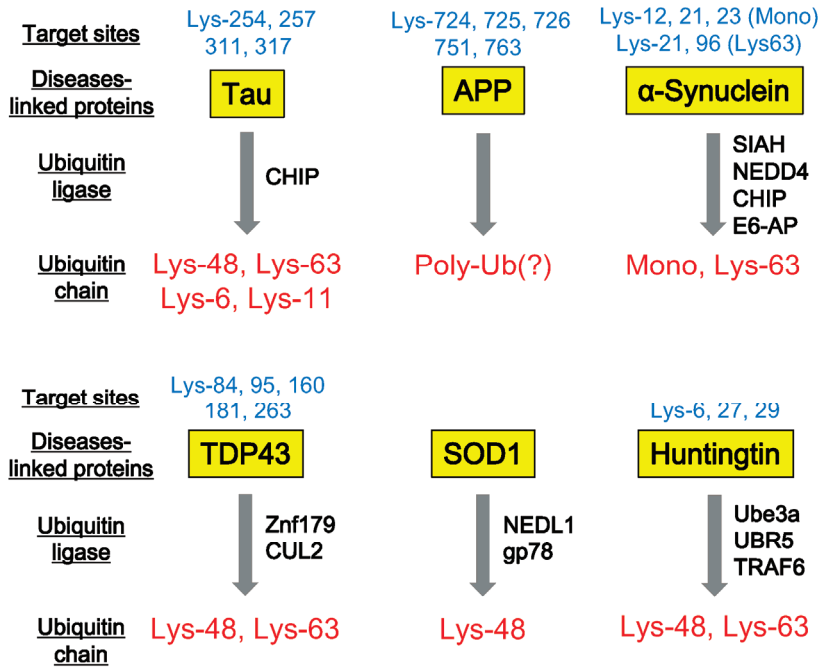 Target sites
Lys-254, 257
311, 317
Lys-724, 725, 726
751, 763
Lys-12, 21, 23 (Mono)
Lys-21, 96 (Lys63)
Diseases-
linked proteins
Tau
APP
α-Synuclein
Ubiquitin
ligase
CHIP
SIAH
NEDD4
CHIP
E6-AP
Ubiquitin
chain
Lys-48, Lys-63
Lys-6, Lys-11
Poly-Ub(?)
Mono, Lys-63
Target sites
Lys-84, 95, 160
181, 263
Lys-6, 27, 29
Diseases-
linked proteins
TDP43
SOD1
Huntingtin
Ubiquitin
ligase
Znf179
CUL2
NEDL1
gp78
Ube3a
UBR5
TRAF6
Ubiquitin
chain
Lys-48, Lys-63
Lys-48
Lys-48, Lys-63